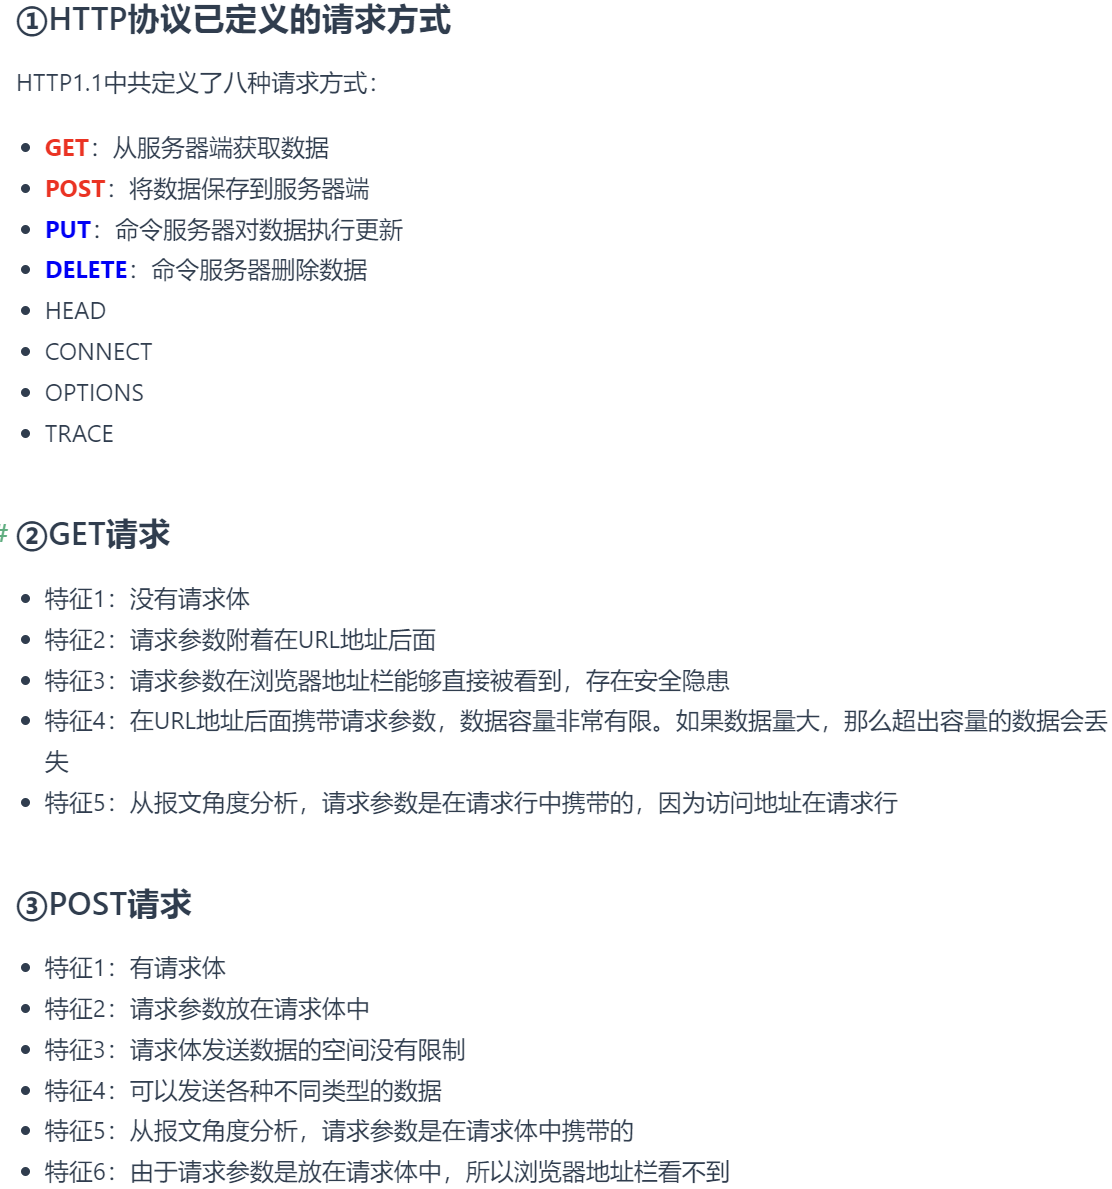 ①HTTP协议已定义的请求方式
HTTP1.1中共定义了八种请求方式：
• GET：从服务器端获取数据
• POST：将数据保存到服务器端
• PUT：命令服务器对数据执行更新
• DELETE：命令服务器删除数据
• HEAD
• CONNECT
• OPTIONS
• TRACE
# ②GET请求
• 特征1：没有请求体
• 特征2：请求参数附着在URL地址后面
• 特征3：请求参数在浏览器地址栏能够直接被看到，存在安全隐患
• 特征4：在URL地址后面携带请求参数，数据容量非常有限。如果数据量大，那么超出容量的数据会丢
失
• 特征5：从报文角度分析，请求参数是在请求行中携带的，因为访问地址在请求行
③POST请求
• 特征1：有请求体
• 特征2：请求参数放在请求体中
• 特征3：请求体发送数据的空间没有限制
• 特征4：可以发送各种不同类型的数据
• 特征5：从报文角度分析，请求参数是在请求体中携带的
• 特征6：由于请求参数是放在请求体中，所以浏览器地址栏看不到